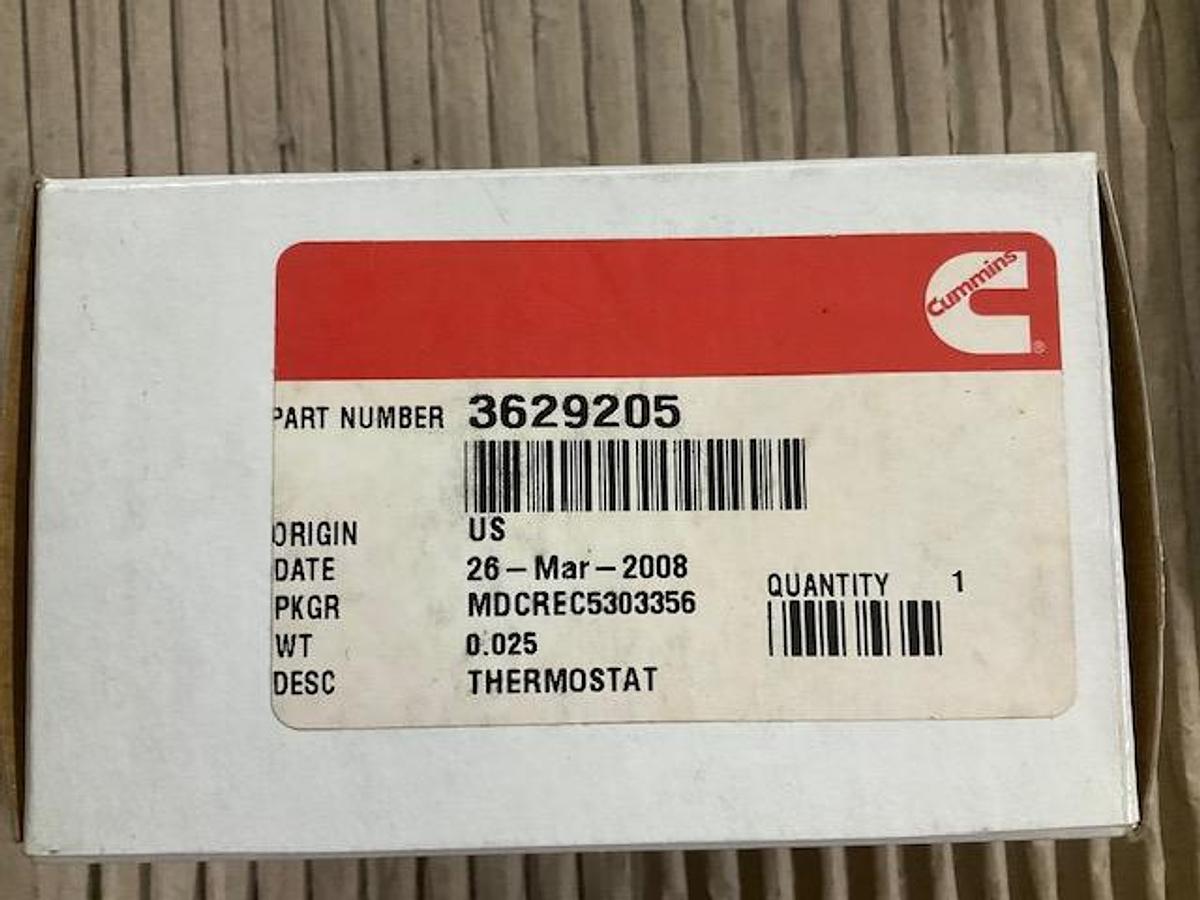 Cummins
®
PART NUMBER 3629205
ORIGIN US
DATE 26-Mar-2008
PKGR MDCREC5303356
QUANTITY 1
WT 0.025
DESC THERMOSTAT